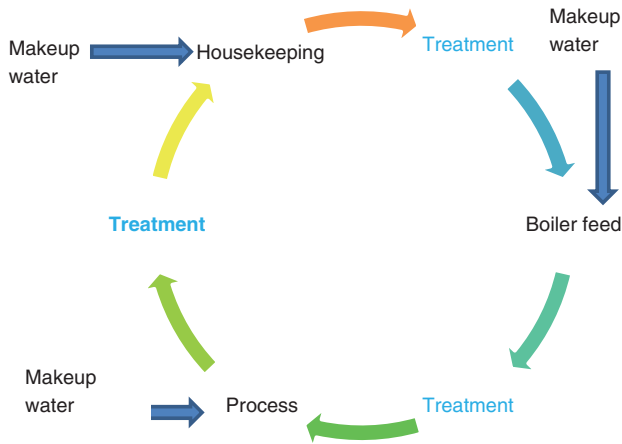 Makeup
water
Housekeeping
Treatment
Makeup
water
Treatment
Boiler feed
Makeup
water
Process
Treatment